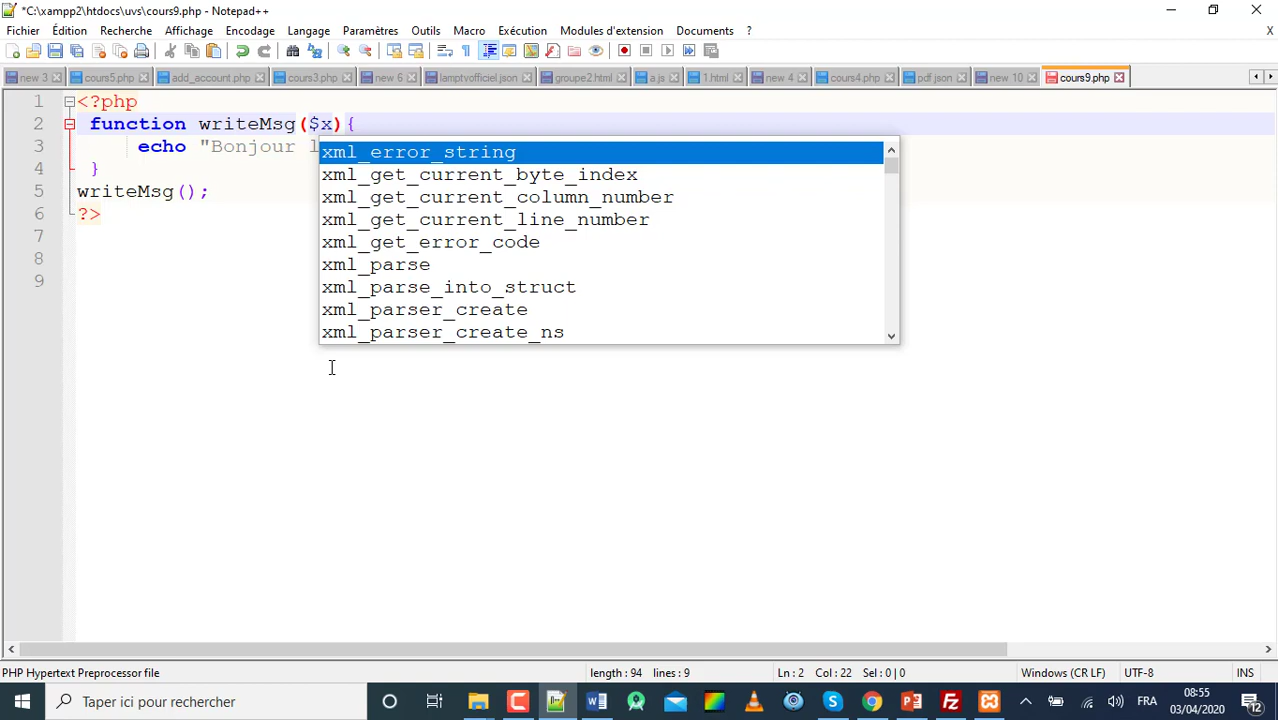 *C:\xampp2\htdocs\uvs\cours9.php - Notepad++
Fichier Édition Recherche Affichage Encodage Langage Paramètres Outils Macro Exécution Modules d'extension Documents ? X
new 3 cours5.php add_account.php cours3.php new 6 lamptvofficiel.json groupe2.html a.js 1.html new 4 cours4.php pdf.json new 10 cours9.php
1 <?php
2 function writeMsg($x){
3 echo "Bonjour l
4 }
5 writeMsg();
6 ?>
7
8
9
xml_error_string
xml_get_current_byte_index
xml_get_current_column_number
xml_get_current_line_number
xml_get_error_code
xml_parse
xml_parse_into_struct
xml_parser_create
xml_parser_create_ns
PHP Hypertext Preprocessor file length : 94 lines : 9 Ln : 2 Col : 22 Sel : 0 | 0 Windows (CR LF) UTF-8 INS
Taper ici pour rechercher FRA 08:55
03/04/2020 12